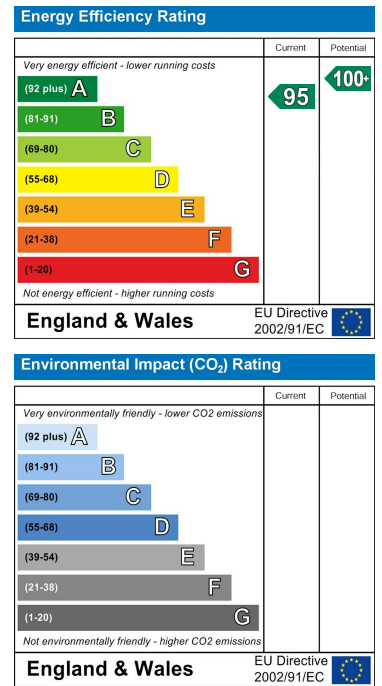 Energy Efficiency Rating
Current Potential
Very energy efficient - lower running costs
(92 plus) A
(81-91) B
(69-80) C
(55-68) D
(39-54) E
(21-38) F
(1-20) G
95
100+
Not energy efficient - higher running costs
England & Wales
EU Directive
2002/91/EC
Environmental Impact (CO₂) Rating
Current Potential
Very environmentally friendly - lower CO2 emissions
(92 plus) A
(81-91) B
(69-80) C
(55-68) D
(39-54) E
(21-38) F
(1-20) G
Not environmentally friendly - higher CO2 emissions
England & Wales
EU Directive
2002/91/EC